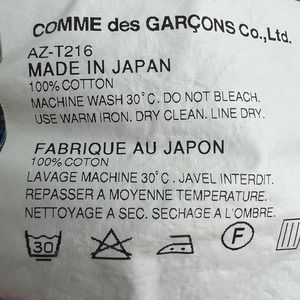 COMME des GARÇONS Co., Ltd.
AZ-T216
MADE IN JAPAN
100% COTTON
MACHINE WASH 30°C. DO NOT BLEACH.
USE WARM IRON. DRY CLEAN. LINE DRY.
FABRIQUE AU JAPON
100% COTON
LAVAGE MACHINE 30°C. JAVEL INTERDIT.
REPASSER A MOYENNE TEMPERATURE.
NETTOYAGE A SEC. SECHAGE A L'OMBRE.
30 F